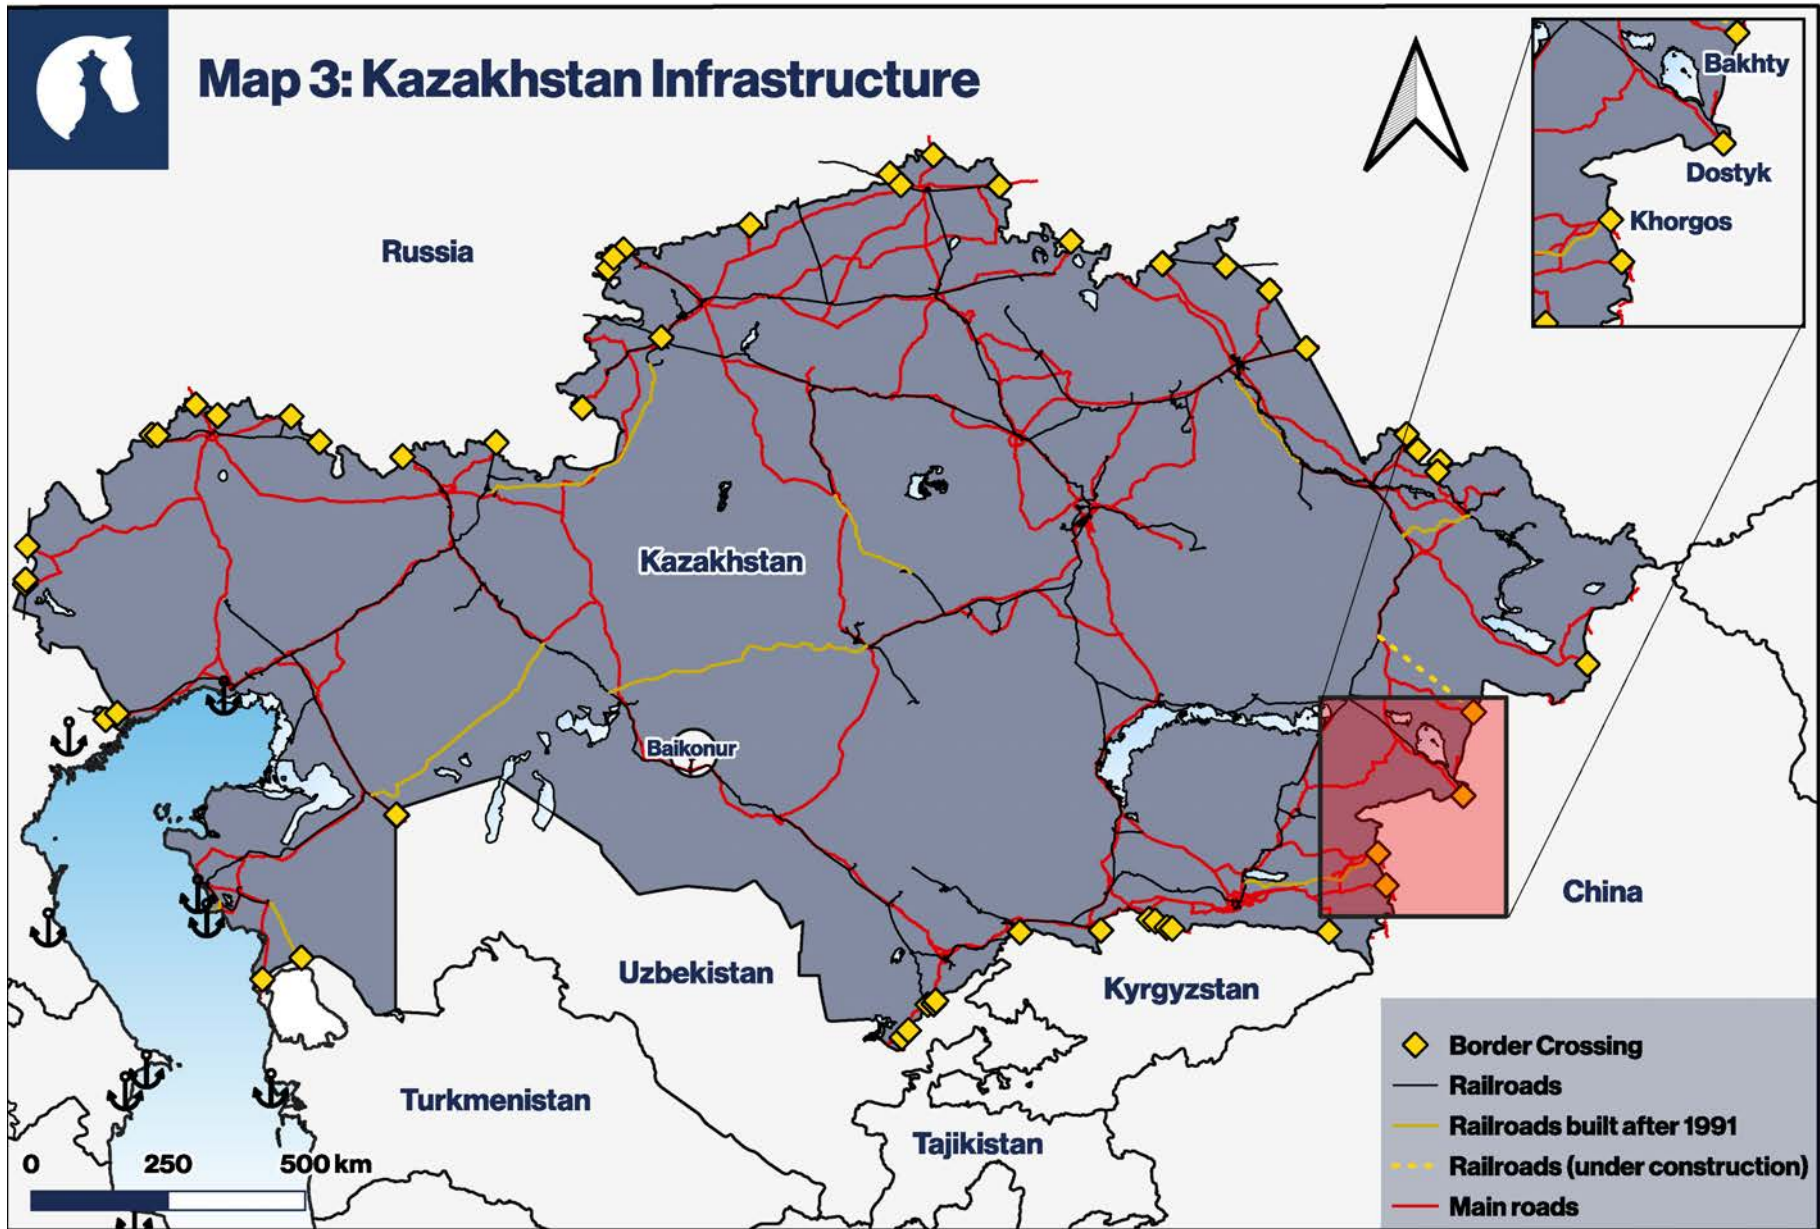 Map 3: Kazakhstan Infrastructure
Bakhty
Dostyk
Khorgos
Russia
Kazakhstan
Baikonur
China
Uzbekistan
Kyrgyzstan
Turkmenistan
Tajikistan
Border Crossing
Railroads
Railroads built after 1991
Railroads (under construction)
Main roads
0 250 500 km